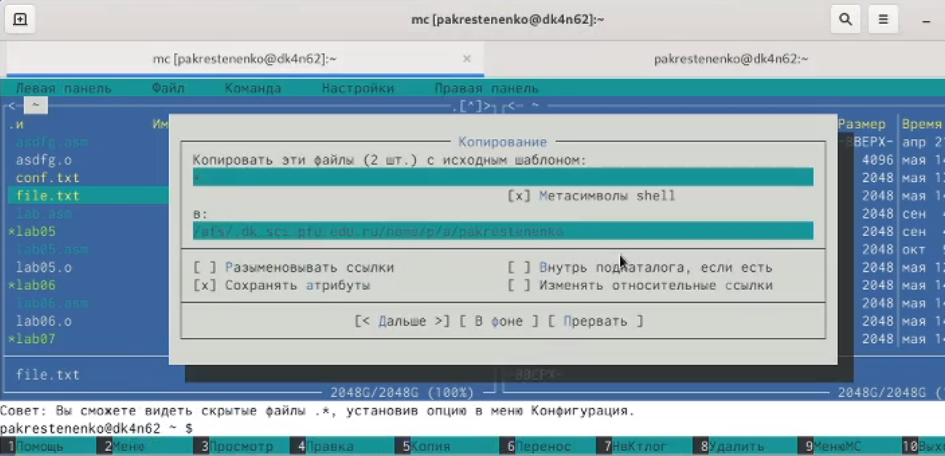 mc [pakrestenenko@dk4n62]:~
mc [pakrestenenko@dk4n62]:~ × pakrestenenko@dk4n62:~
Левая панель Файл Команда Настройки Правая панель
<- ~ .[^]> <- ~
.и Им Размер Время
asdfg.asm -ВВЕРХ- апр 2
asdfg.o 4096 мая 1
conf.txt 2048 мая 1
file.txt 2048 мая 1
lab.asm 2048 сен
*lab05 2048 сен
lab05.asm 2048 окт
lab05.o 2048 мая 1
*lab06 2048 мая 1
lab06.asm 2048 мая 1
lab06.o 2048 мая 1
*lab07 2048 мая 1
Копирование
Копировать эти файлы (2 шт.) с исходным шаблоном:
*
[x] Метасимволы shell
в:
/afs/.dk.sci.pfu.edu.ru/home/p/a/pakrestenenko
[ ] Разыменовывать ссылки [ ] Внутрь подкаталога, если есть
[x] Сохранять атрибуты [ ] Изменять относительные ссылки
[< Дальше >] [ В фоне ] [ Прервать ]
file.txt -ВВЕРХ-
2048G/2048G (100%) 2048G/2
Совет: Вы сможете видеть скрытые файлы .*, установив опцию в меню Конфигурация.
pakrestenenko@dk4n62 ~ $
1Помощь 2Меню 3Просмотр 4Правка 5Копия 6Перенос 7НвКтлог 8Удалить 9МенюМС 10Вых